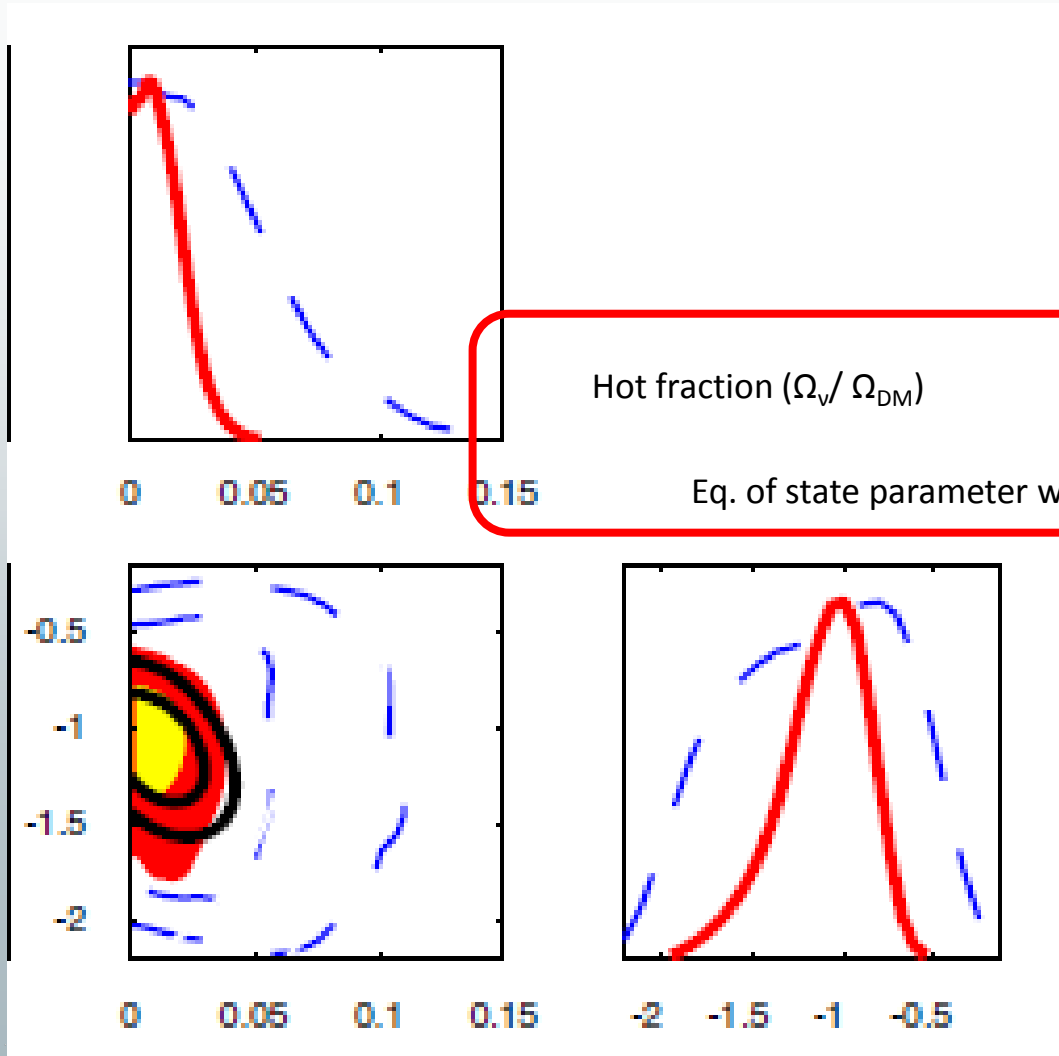 0 0.05 0.1 0.15
Hot fraction (Ων/ ΩDM)
Eq. of state parameter w
-0.5
-1
-1.5
-2
0 0.05 0.1 0.15
-2 -1.5 -1 -0.5